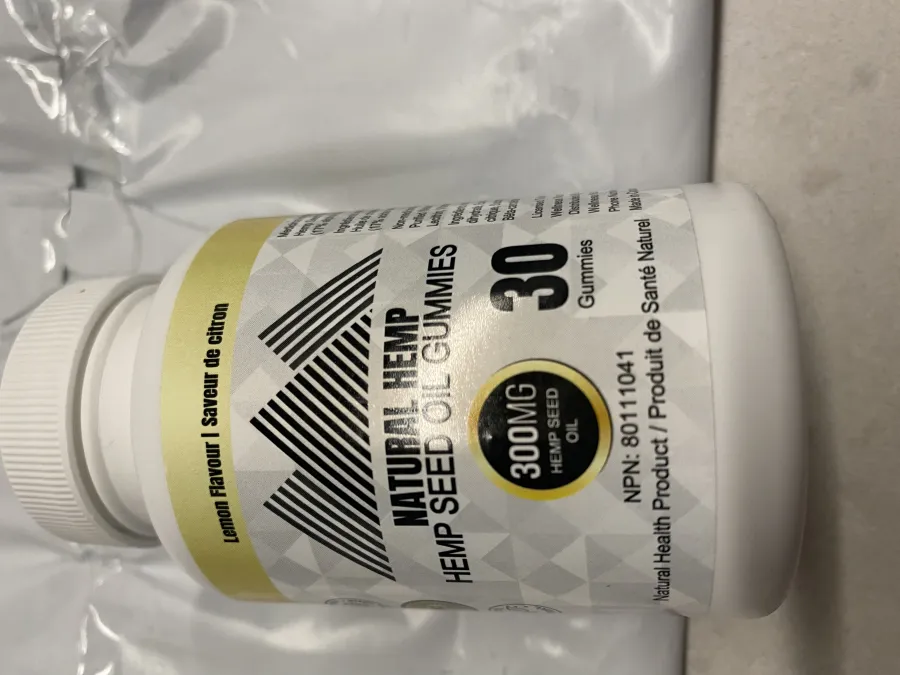 Lemon Flavour | Saveur de citron
NATURAL HEMP
HEMP SEED OIL GUMMIES
300MG
HEMP SEED
OIL
30
Gummies
NPN: 80111041
Natural Health Product / Produit de Santé Naturel